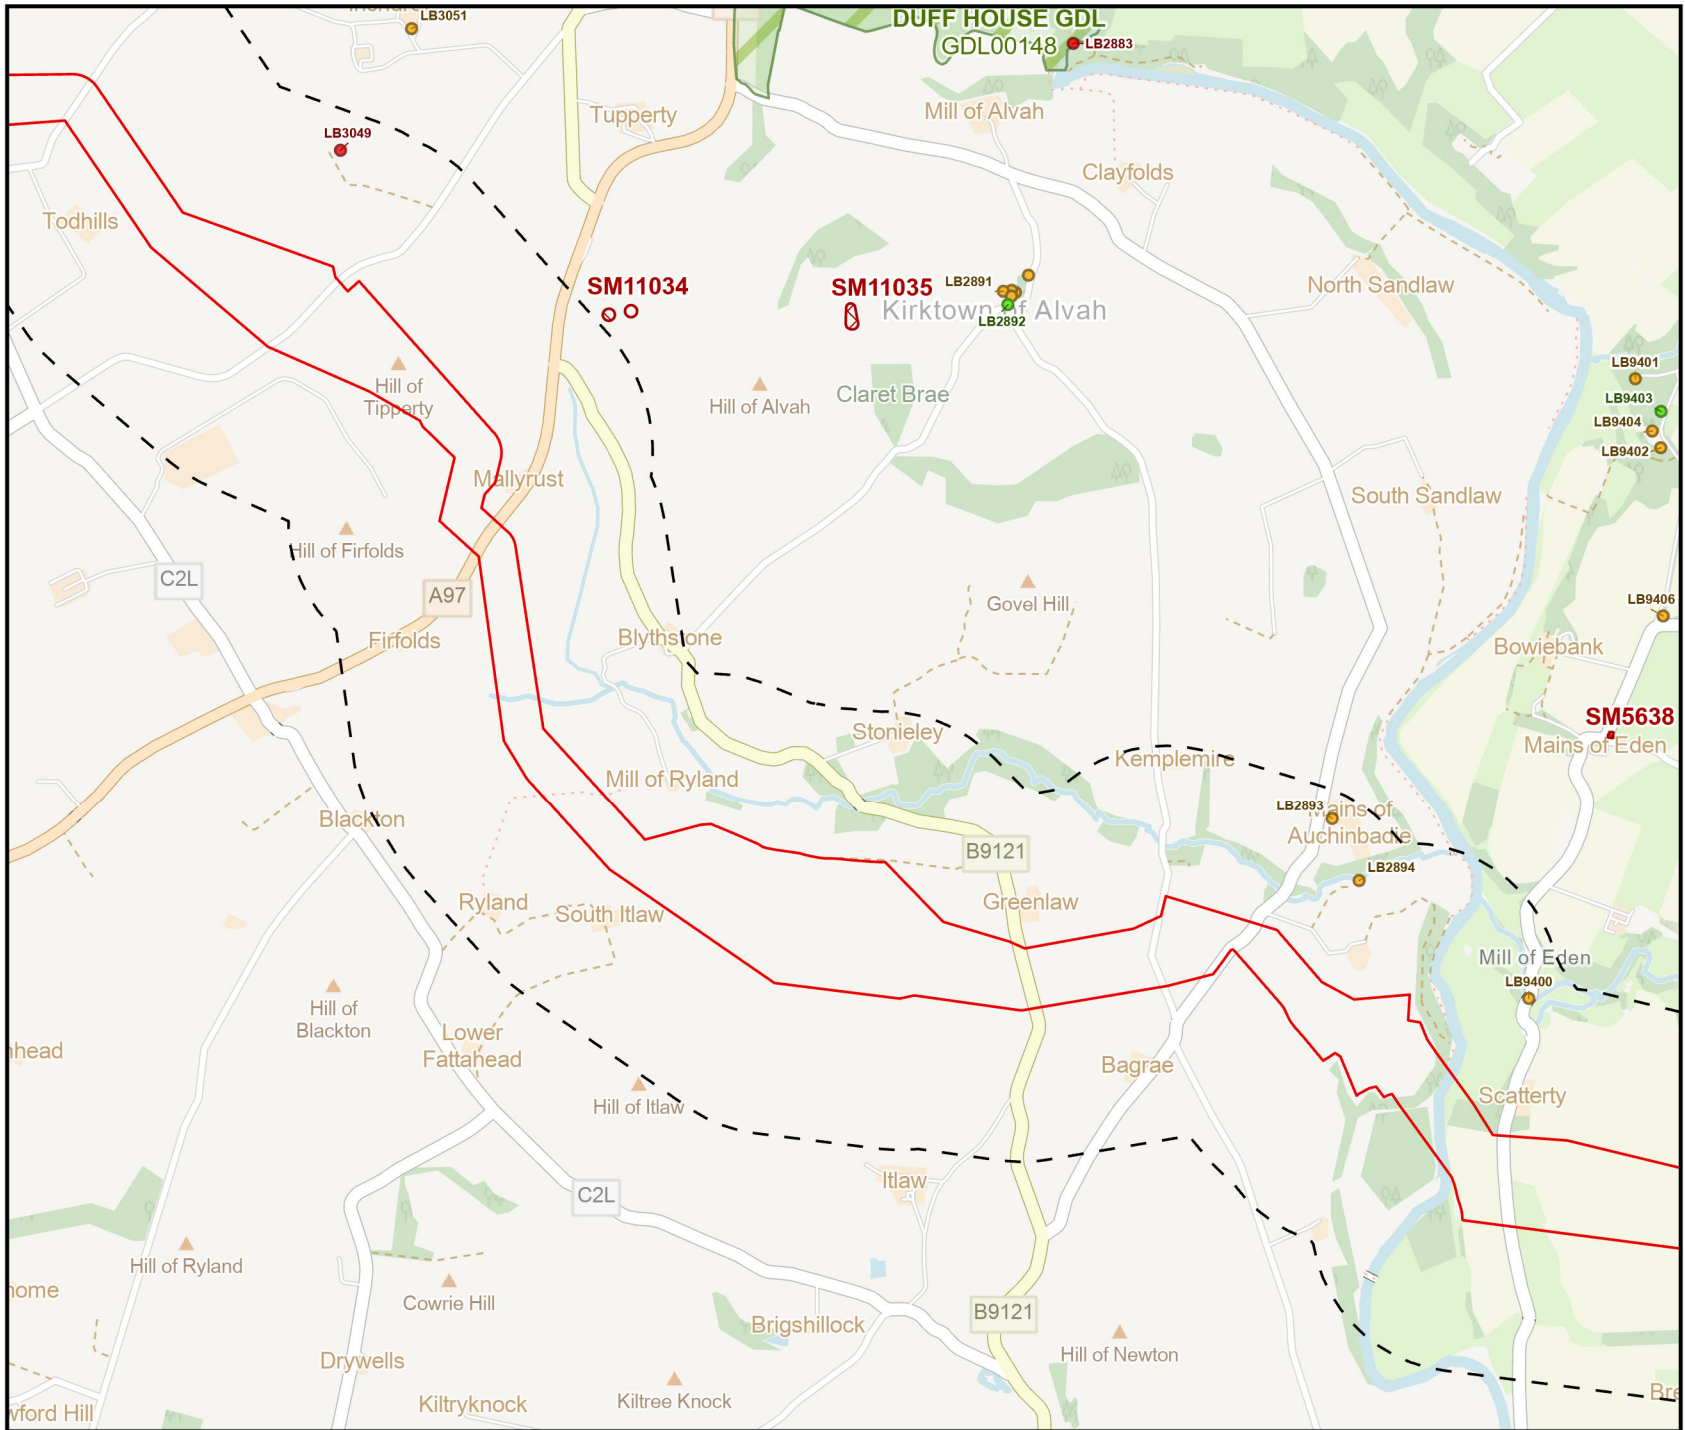 LB3051
DUFF HOUSE GDL
GDL00148
LB2883
Tupperty
Mill of Alvah
LB3049
Clayfolds
Todhills
SM11034
SM11035
LB2891
Kirktown of Alvah
LB2892
North Sandlaw
LB9401
LB9403
LB9404
LB9402
Hill of
Tipperty
Hill of Alvah
Claret Brae
Mallyrust
South Sandlaw
Hill of Firfolds
C2L
A97
Govel Hill
LB9406
Firfolds
Blythstone
Bowiebank
SM5638
Mains of Eden
Stonieley
Kemplemire
Mill of Ryland
LB2893
Mains of
Auchinbadie
Blackton
B9121
LB2894
Ryland
South Itlaw
Greenlaw
Mill of Eden
LB9400
Hill of
Blackton
Lower
Fattahead
nhead
Bagrae
Hill of Itlaw
Scatterty
Itlaw
C2L
Hill of Ryland
ome
Cowrie Hill
Brigshillock
B9121
Hill of Newton
Drywells
Kiltryknock
Kiltree Knock
Bre
wford Hill